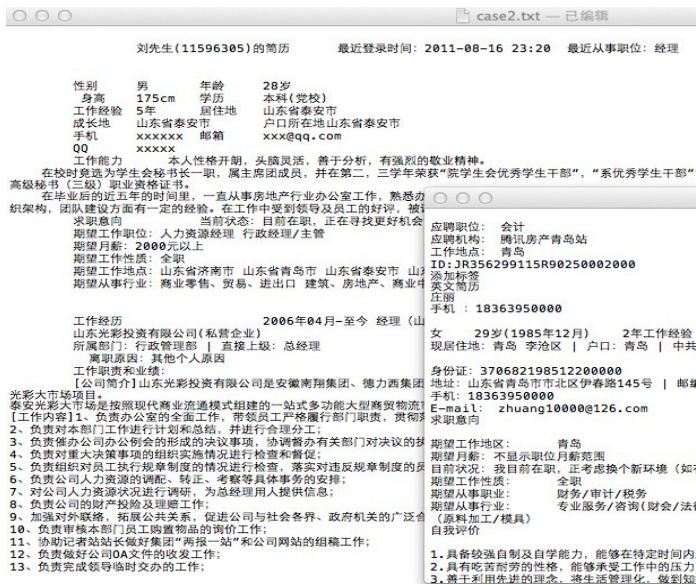 case2.txt — 已编辑
刘先生(11596305)的简历 最近登录时间: 2011-08-16 23:20 最近从事职位: 经理
性别 男 年龄 28岁
身高 175cm 学历 本科(党校)
工作经验 5年 居住地 山东省泰安市
成长地 山东省泰安市 户口所在地山东省泰安市
手机 xxxxxx 邮箱 xxx@qq.com
QQ xxxxx
工作能力 本人性格开朗，头脑灵活，善于分析，有强烈的敬业精神。
在校时竞选为学生会秘书长一职，属主席团成员，并在第二，三学年荣获“院学生会优秀学生干部”，“系优秀学生干部”
高级秘书（三级）职业资格证书。
在毕业后的近五年的时间里，一直从事房地产行业办公室工作，熟悉办
织架构，团队建设方面有一定的经验。在工作中受到领导及员工的好评，被
求职意向 当前状态: 目前在职，正在寻找更好机会
期望工作职位: 人力资源经理 行政经理/主管
期望月薪: 2000元以上
期望工作性质: 全职
期望工作地点: 山东省济南市 山东省青岛市 山东省泰安市
期望从事行业: 商业零售、贸易、进出口 建筑、房地产、商业中
工作经历 2006年04月-至今 经理（山
山东光彩投资有限公司(私营企业)
所属部门: 行政管理部 | 直接上级: 总经理
离职原因: 其他个人原因
工作职责和业绩:
[公司简介]山东光彩投资有限公司是安徽南翔集团、德力西集团
光彩大市场项目。
泰安光彩大市场是按照现代商业流通模式组建的一站式多功能大型商贸物流
[工作内容]1、负责办公室的全面工作，带领员工严格履行部门职责，贯彻
2、负责对本部门工作进行计划和总结，并进行合理分工;
3、负责催办公司办公例会的形成的决议事项，协调督办有关部门对决议的执
4、负责对重大决策事项的组织实施情况进行检查和督促;
5、负责组织对员工执行规章制度的情况进行检查，落实对违反规章制度的员
6、负责公司人力资源的调配、转正、考察等具体事务的安排;
7、对公司人力资源状况进行调研，为总经理用人提供信息;
8、负责公司的财产投险及理赔工作;
9、加强对外联络，拓展公共关系，促进公司与社会各界、政府机关的广泛合
10、负责审核本部门员工购置物品的询价工作;
11、协助记者站站长做好集团“两报一站”和公司网站的组稿工作;
12、负责做好公司OA文件的收发工作;
13、负责完成领导临时交办的工作;
应聘职位: 会计
应聘机构: 腾讯房产青岛站
工作地点: 青岛
ID:JR356299115R90250002000
添加标签
英文简历
庄丽
手机 : 18363950000
女 29岁(1985年12月) 2年工作经验
现居住地: 青岛 李沧区 | 户口: 青岛 | 中共
身份证: 370682198512200000
地址: 山东省青岛市市北区伊春路145号 | 邮
手机: 18363950000
E-mail: zhuang10000@126.com
求职意向
期望工作地区: 青岛
期望月薪: 不显示职位月薪范围
目前状况: 我目前在职，正考虑换个新环境（如
期望工作性质: 全职
期望从事职业: 财务/审计/税务
期望从事行业: 专业服务/咨询(财会/法
(原料加工/模具)
自我评价
1.具备较强自制及自学能力，能够在特定时间内
2.具有吃苦耐劳的性格，能够承受工作中的压力
3.善于利用先进的理念，将生活管理化，做到